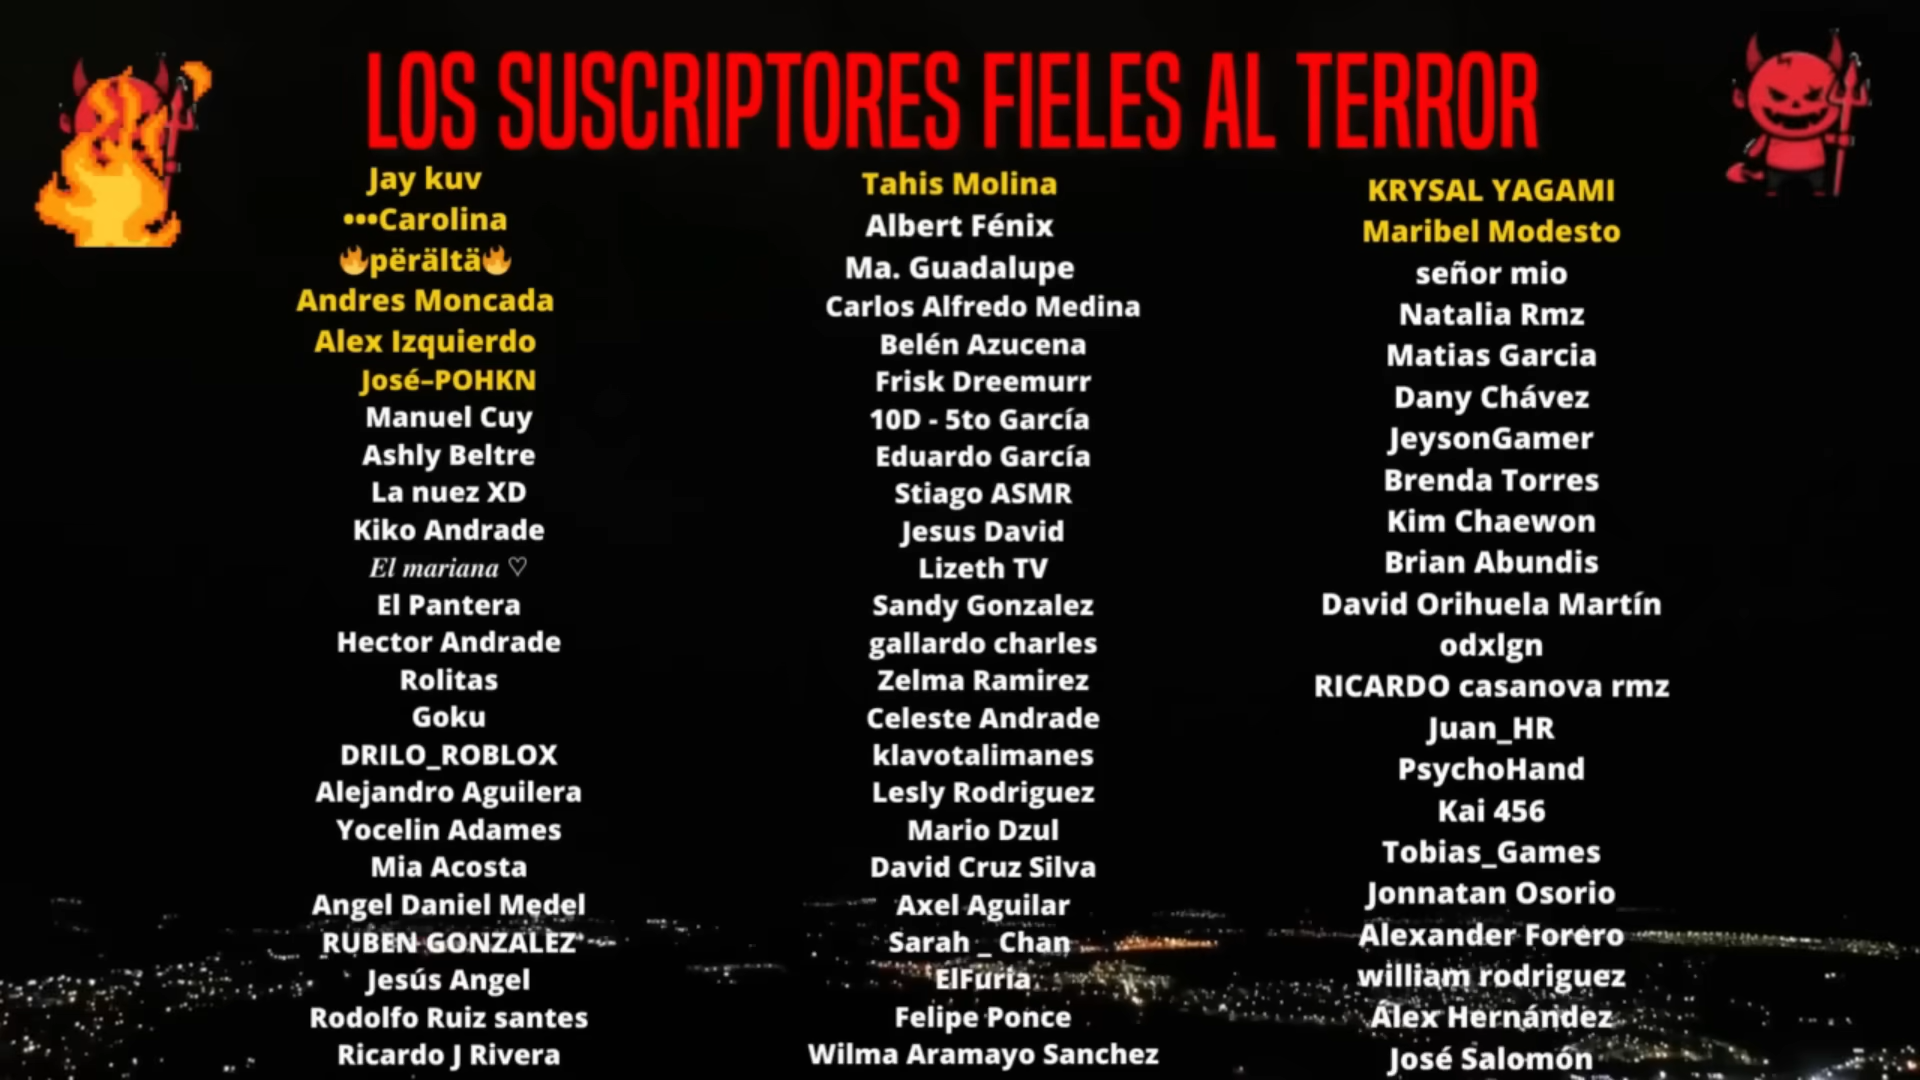 LOS SUSCRIPTORES FIELES AL TERROR
Jay kuv
•••Carolina
🔥përältä🔥
Andres Moncada
Alex Izquierdo
José–POHKN
Manuel Cuy
Ashly Beltre
La nuez XD
Kiko Andrade
El mariana ♡
El Pantera
Hector Andrade
Rolitas
Goku
DRILO_ROBLOX
Alejandro Aguilera
Yocelin Adames
Mia Acosta
Angel Daniel Medel
RUBEN GONZALEZ
Jesús Angel
Rodolfo Ruiz santes
Ricardo J Rivera
Tahis Molina
Albert Fénix
Ma. Guadalupe
Carlos Alfredo Medina
Belén Azucena
Frisk Dreemurr
10D - 5to García
Eduardo García
Stiago ASMR
Jesus David
Lizeth TV
Sandy Gonzalez
gallardo charles
Zelma Ramirez
Celeste Andrade
klavotalimanes
Lesly Rodriguez
Mario Dzul
David Cruz Silva
Axel Aguilar
Sarah _ Chan
ElFuria
Felipe Ponce
Wilma Aramayo Sanchez
KRYSAL YAGAMI
Maribel Modesto
señor mio
Natalia Rmz
Matias Garcia
Dany Chávez
JeysonGamer
Brenda Torres
Kim Chaewon
Brian Abundis
David Orihuela Martín
odxlgn
RICARDO casanova rmz
Juan_HR
PsychoHand
Kai 456
Tobias_Games
Jonnatan Osorio
Alexander Forero
william rodriguez
Álex Hernández
José Salomón